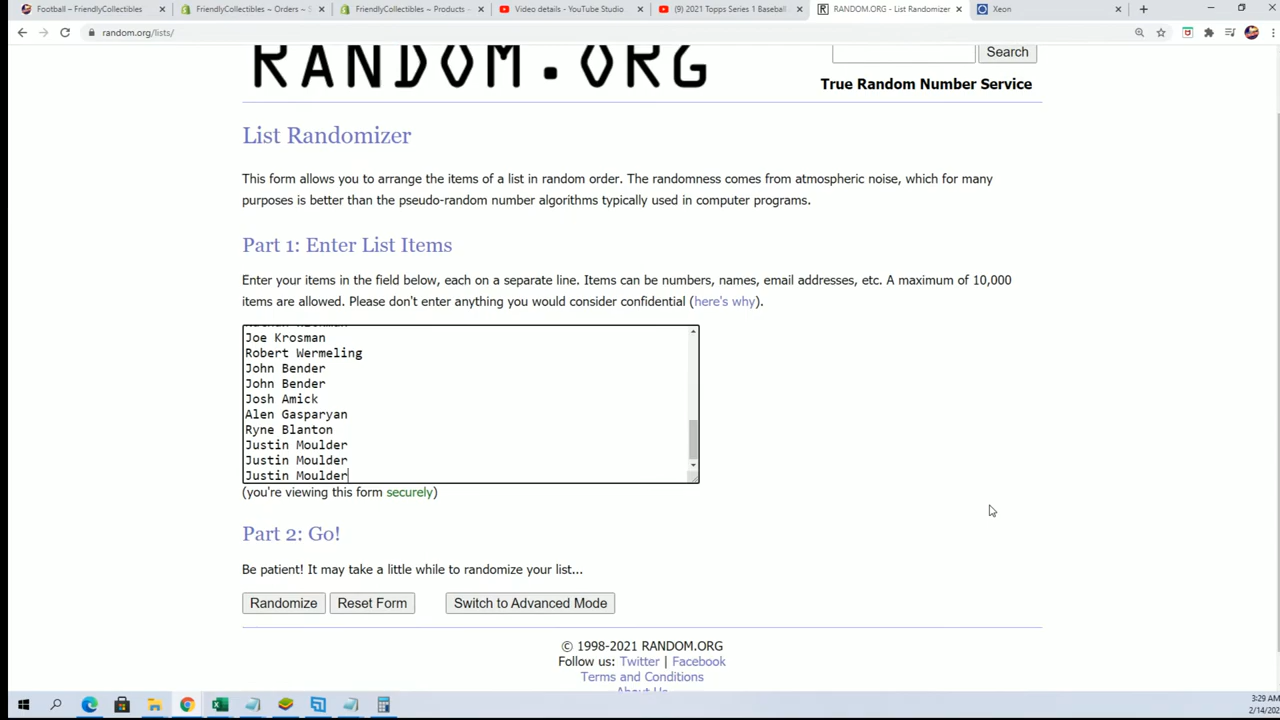 Football – FriendlyCollectibles
FriendlyCollectibles ~ Orders ~ S
FriendlyCollectibles ~ Products ~
Video details - YouTube Studio
(9) 2021 Topps Series 1 Baseball
RANDOM.ORG - List Randomizer
Xeon
random.org/lists/
RANDOM.ORG
Search
True Random Number Service
List Randomizer
This form allows you to arrange the items of a list in random order. The randomness comes from atmospheric noise, which for many
purposes is better than the pseudo-random number algorithms typically used in computer programs.
Part 1: Enter List Items
Enter your items in the field below, each on a separate line. Items can be numbers, names, email addresses, etc. A maximum of 10,000
items are allowed. Please don't enter anything you would consider confidential (here's why).
Joe Krosman
Robert Wermeling
John Bender
John Bender
Josh Amick
Alen Gasparyan
Ryne Blanton
Justin Moulder
Justin Moulder
Justin Moulder
(you're viewing this form securely)
Part 2: Go!
Be patient! It may take a little while to randomize your list...
Randomize
Reset Form
Switch to Advanced Mode
© 1998-2021 RANDOM.ORG
Follow us: Twitter | Facebook
Terms and Conditions
About Us
3:29 AM
2/14/202